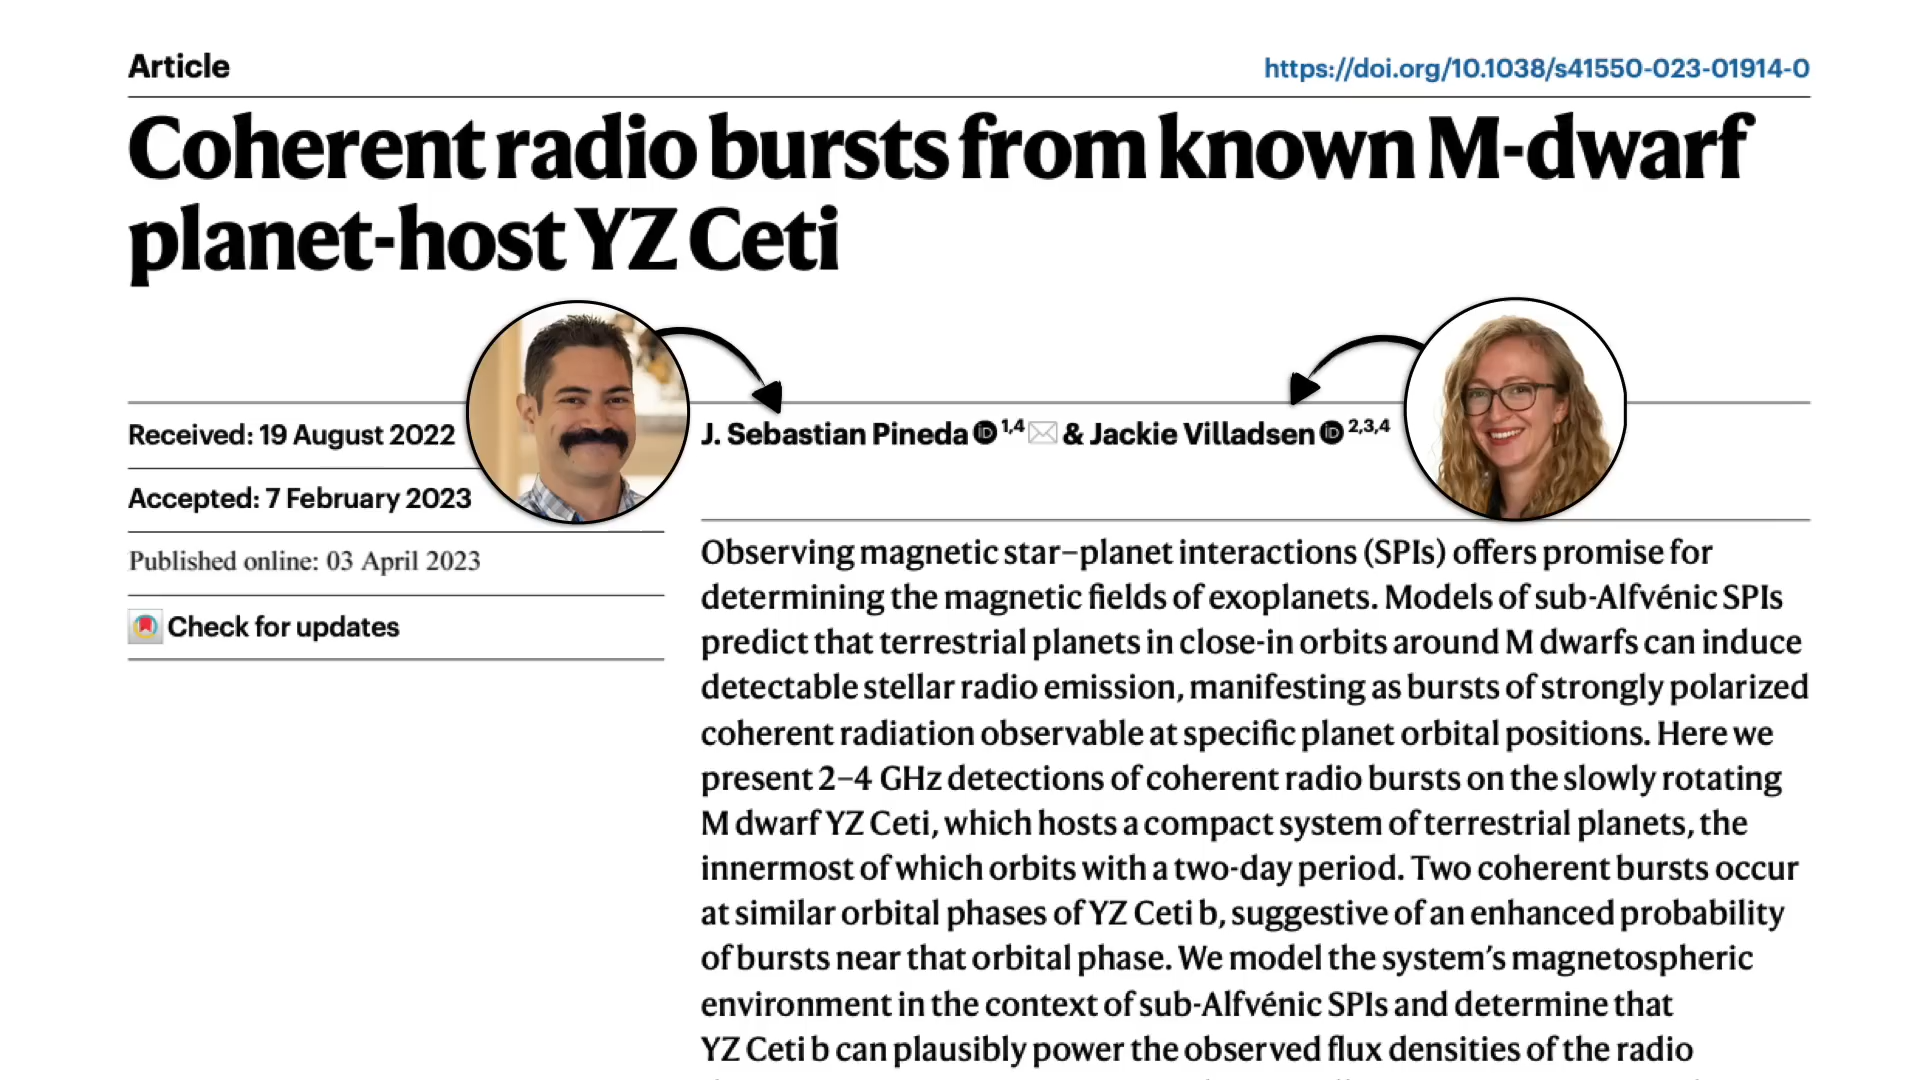 Article
https://doi.org/10.1038/s41550-023-01914-0
Coherent radio bursts from known M-dwarf
planet-host YZ Ceti
Received: 19 August 2022
Accepted: 7 February 2023
Published online: 03 April 2023
Check for updates
J. Sebastian Pineda iD 1,4 & Jackie Villadsen iD 2,3,4
Observing magnetic star–planet interactions (SPIs) offers promise for
determining the magnetic fields of exoplanets. Models of sub-Alfvénic SPIs
predict that terrestrial planets in close-in orbits around M dwarfs can induce
detectable stellar radio emission, manifesting as bursts of strongly polarized
coherent radiation observable at specific planet orbital positions. Here we
present 2–4 GHz detections of coherent radio bursts on the slowly rotating
M dwarf YZ Ceti, which hosts a compact system of terrestrial planets, the
innermost of which orbits with a two-day period. Two coherent bursts occur
at similar orbital phases of YZ Ceti b, suggestive of an enhanced probability
of bursts near that orbital phase. We model the system’s magnetospheric
environment in the context of sub-Alfvénic SPIs and determine that
YZ Ceti b can plausibly power the observed flux densities of the radio